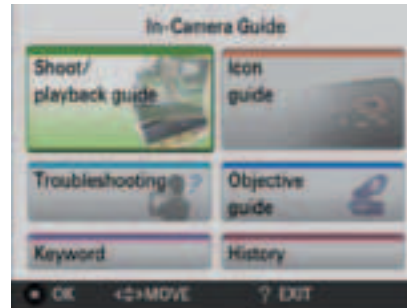 In-Camera Guide
Shoot/
playback guide
Icon
guide
Troubleshooting
Objective
guide
Keyword
History
OK
MOVE
? EXIT